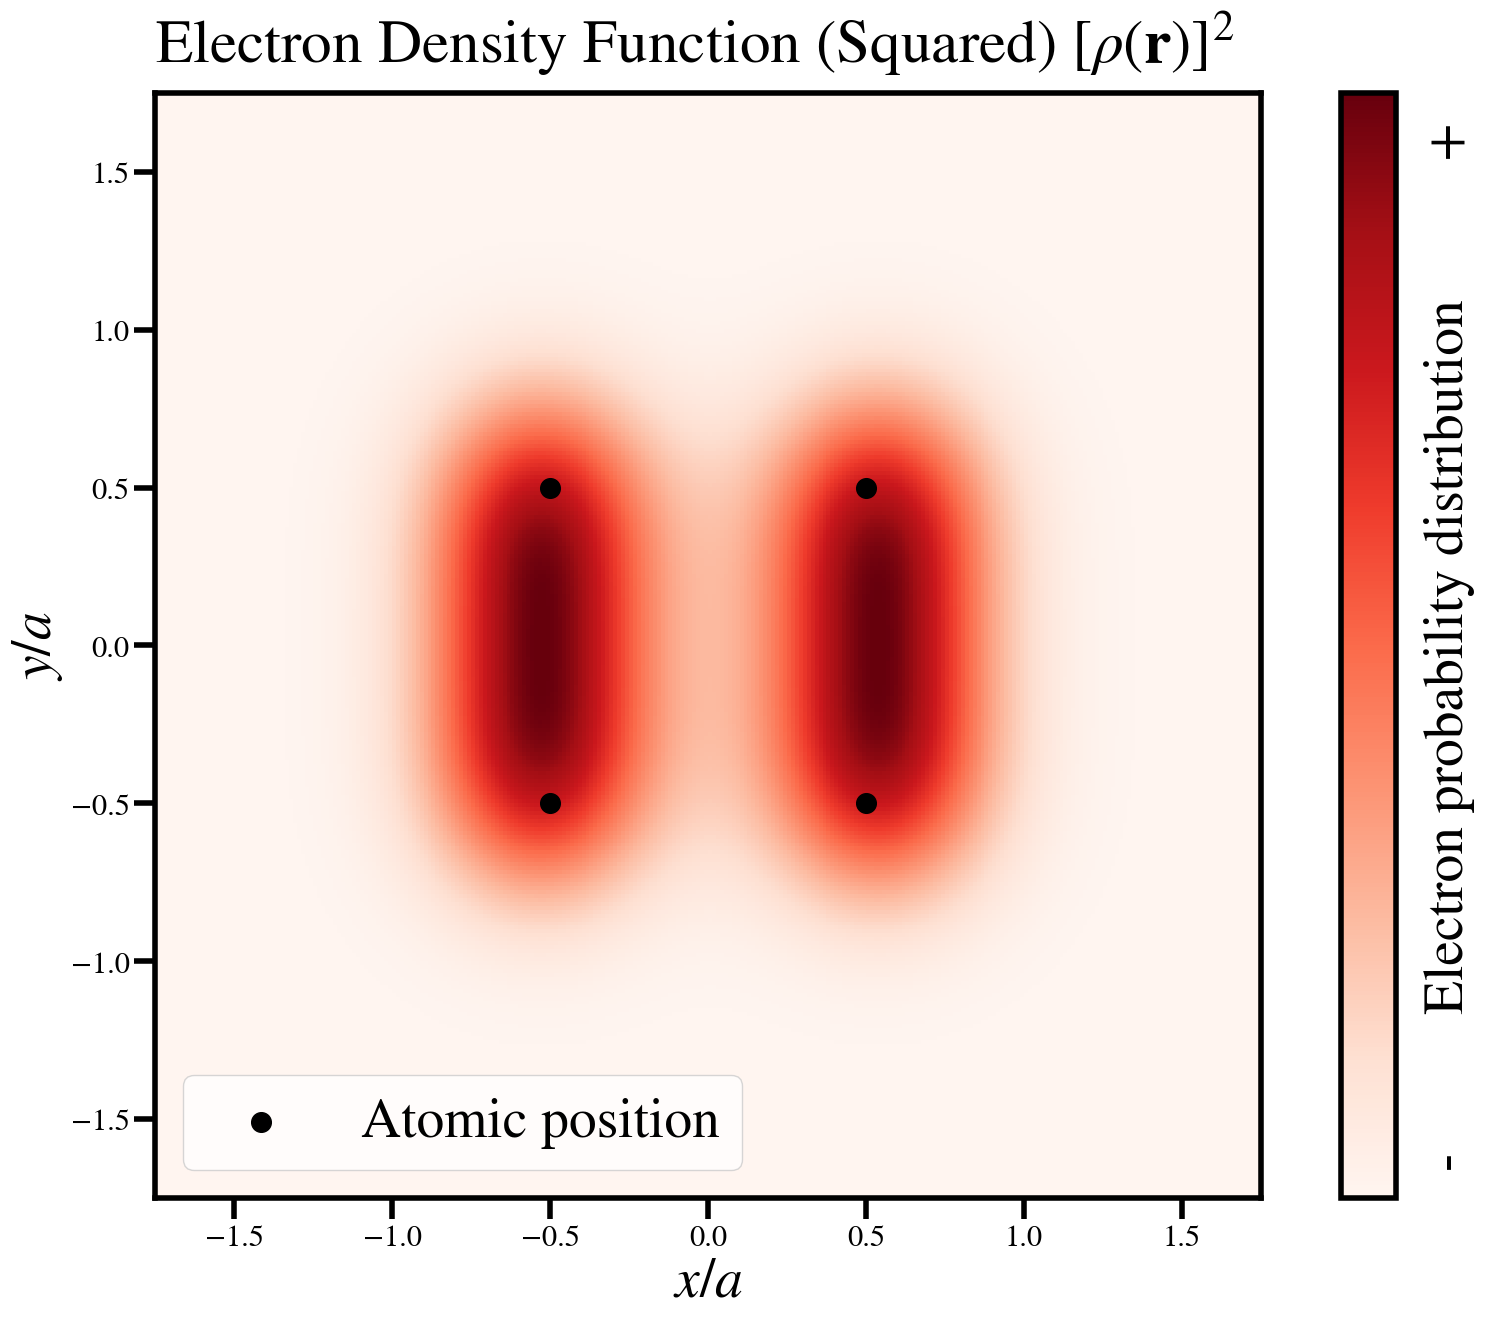 Electron Density Function (Squared) [ρ(r)]²
1.5
1.0
0.5
0.0
−0.5
−1.0
−1.5
y/a
−1.5 −1.0 −0.5 0.0 0.5 1.0 1.5
x/a
Atomic position
- Electron probability distribution +